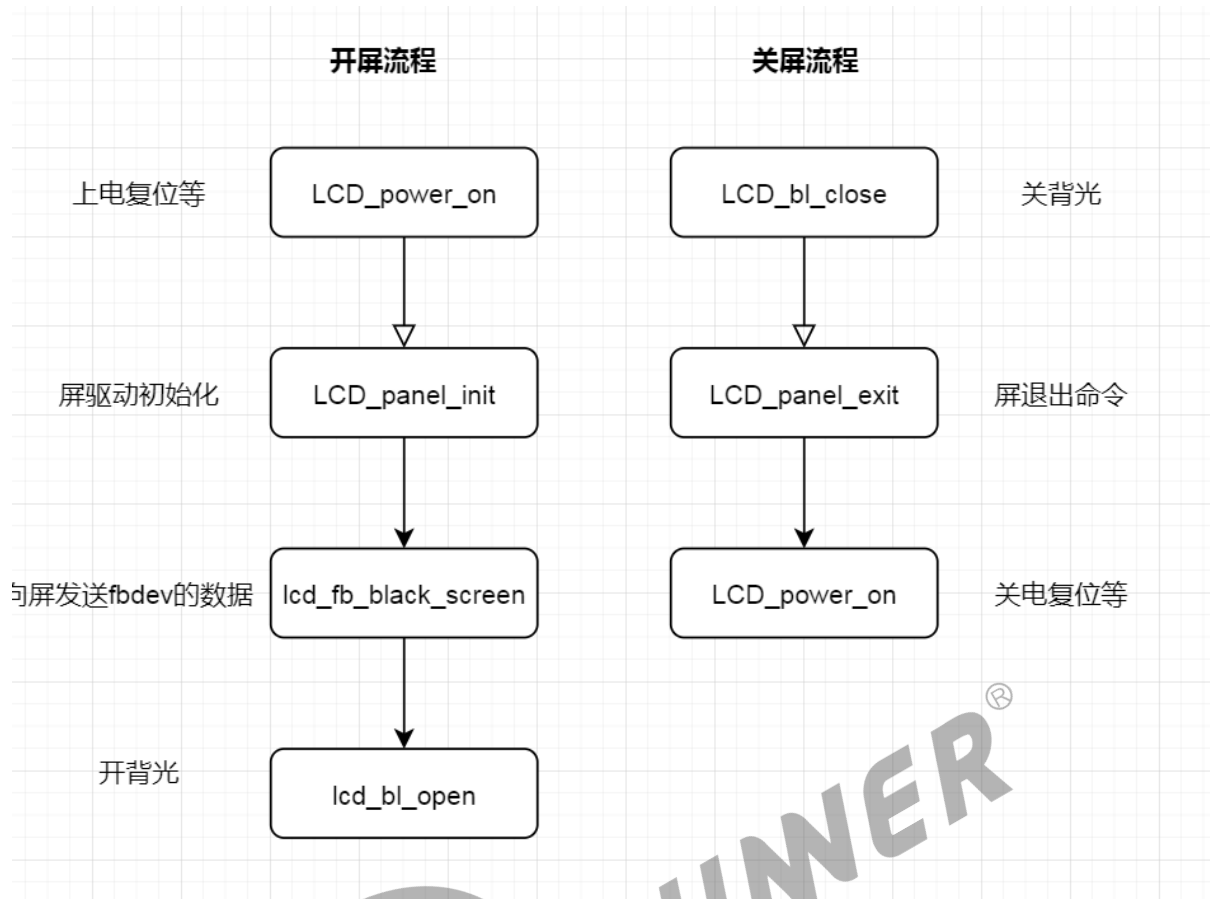 开屏流程
关屏流程
上电复位等
LCD_power_on
LCD_bl_close
关背光
屏驱动初始化
LCD_panel_init
LCD_panel_exit
屏退出命令
向屏发送fbdev的数据
lcd_fb_black_screen
LCD_power_on
关电复位等
开背光
lcd_bl_open
®